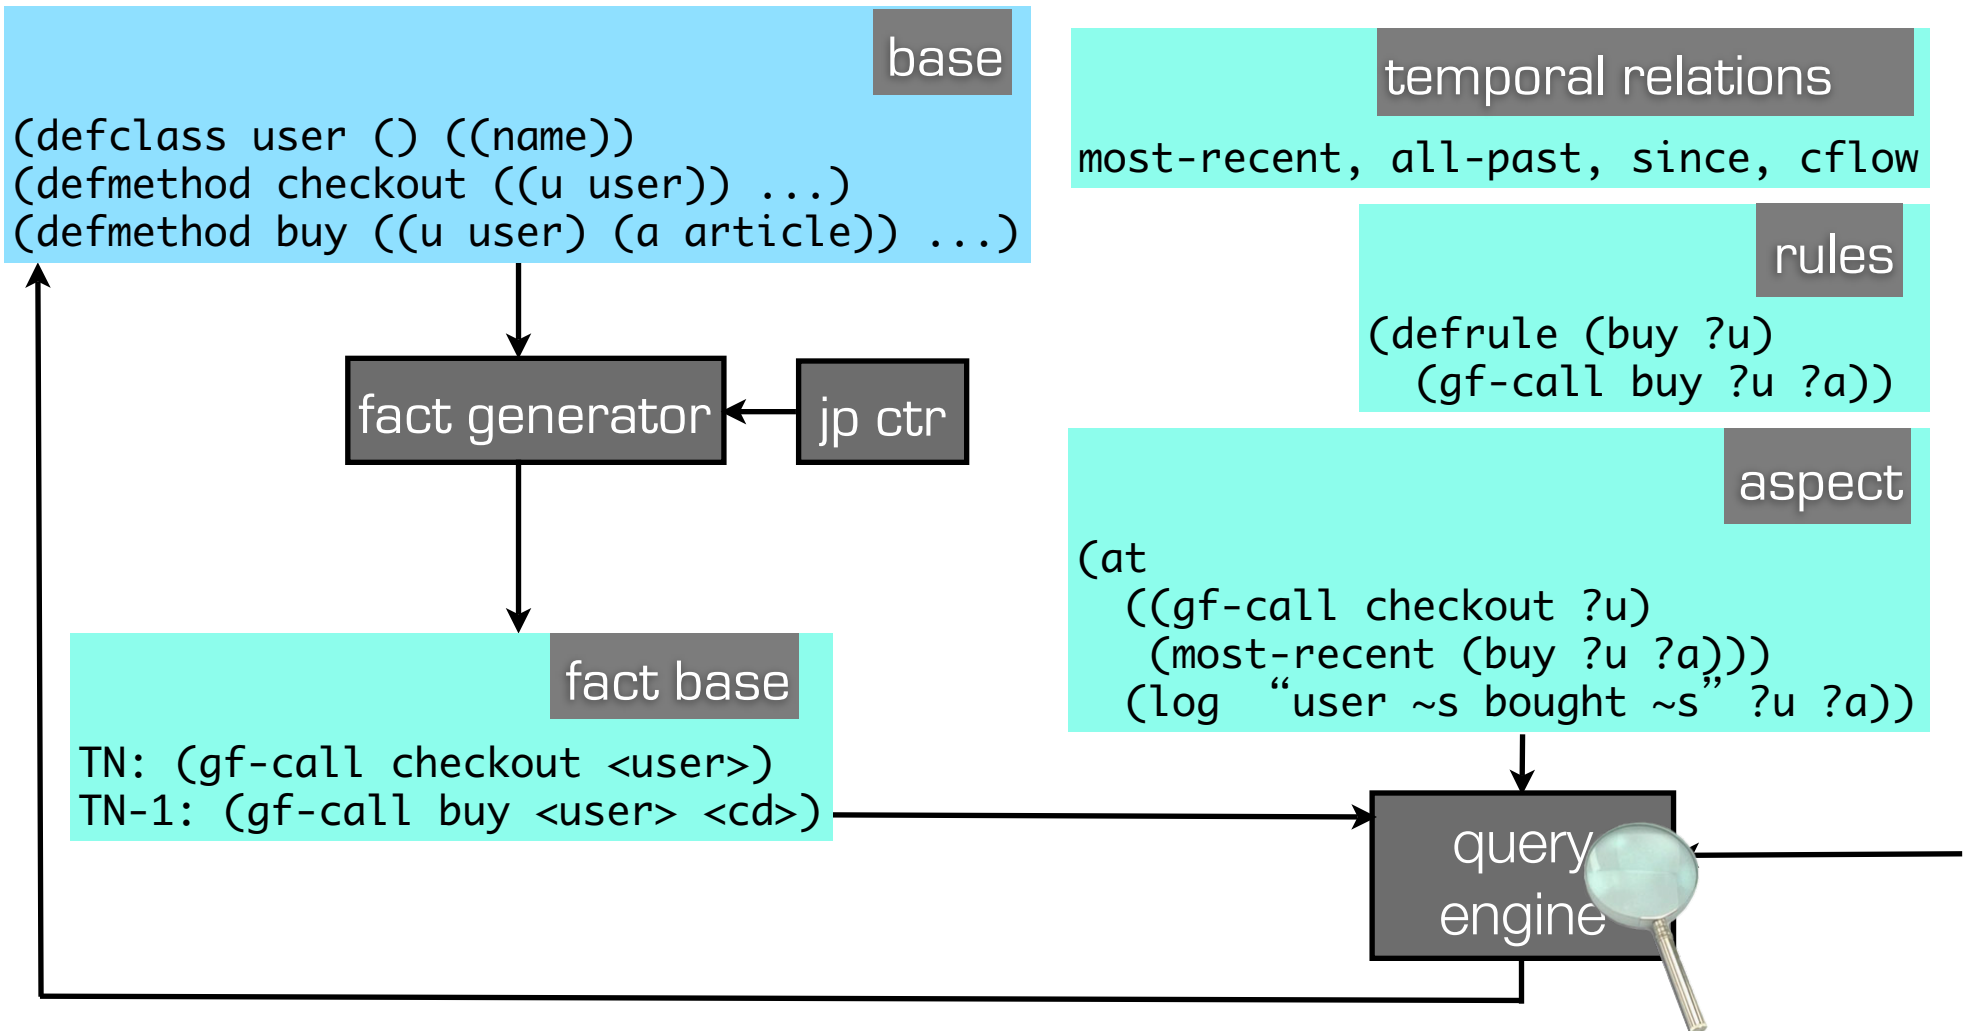 base
(defclass user () ((name))
(defmethod checkout ((u user)) ...)
(defmethod buy ((u user) (a article)) ...)
fact generator
jp ctr
fact base
TN: (gf-call checkout <user>)
TN-1: (gf-call buy <user> <cd>)
temporal relations
most-recent, all-past, since, cflow
rules
(defrule (buy ?u)
(gf-call buy ?u ?a))
aspect
(at
((gf-call checkout ?u)
(most-recent (buy ?u ?a)))
(log “user ~s bought ~s” ?u ?a))
query
engine